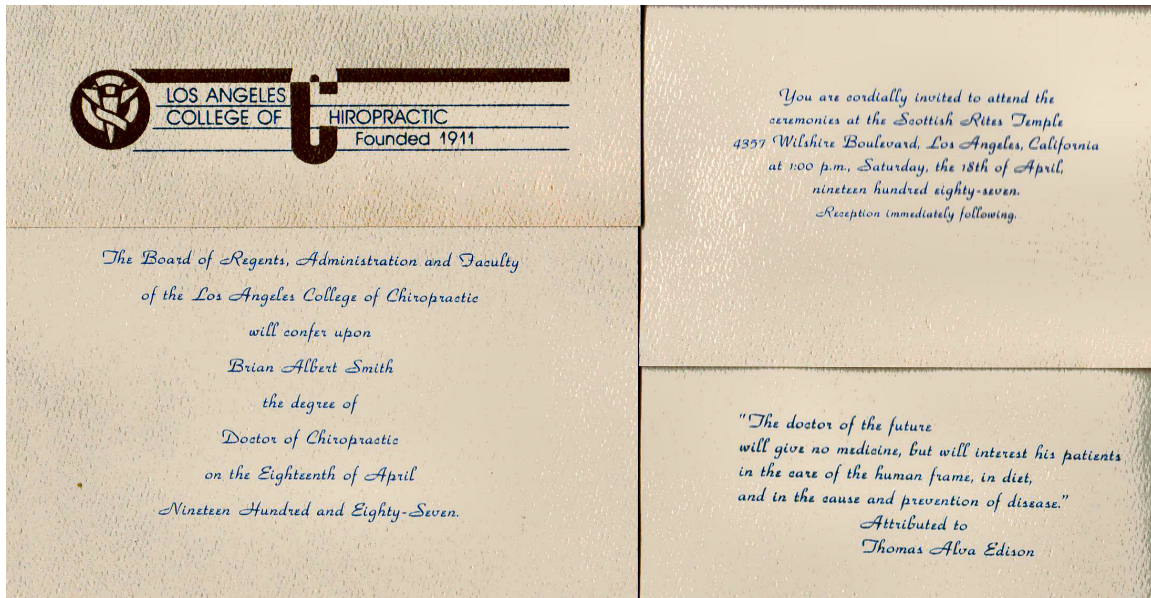 LOS ANGELES
COLLEGE OF CHIROPRACTIC
Founded 1911
The Board of Regents, Administration and Faculty
of the Los Angeles College of Chiropractic
will confer upon
Brian Albert Smith
the degree of
Doctor of Chiropractic
on the Eighteenth of April
Nineteen Hundred and Eighty-Seven.
You are cordially invited to attend the
ceremonies at the Scottish Rites Temple
4357 Wilshire Boulevard, Los Angeles, California
at 1:00 p.m., Saturday, the 18th of April,
nineteen hundred eighty-seven.
Reception immediately following.
"The doctor of the future
will give no medicine, but will interest his patients
in the care of the human frame, in diet,
and in the cause and prevention of disease."
Attributed to
Thomas Alva Edison